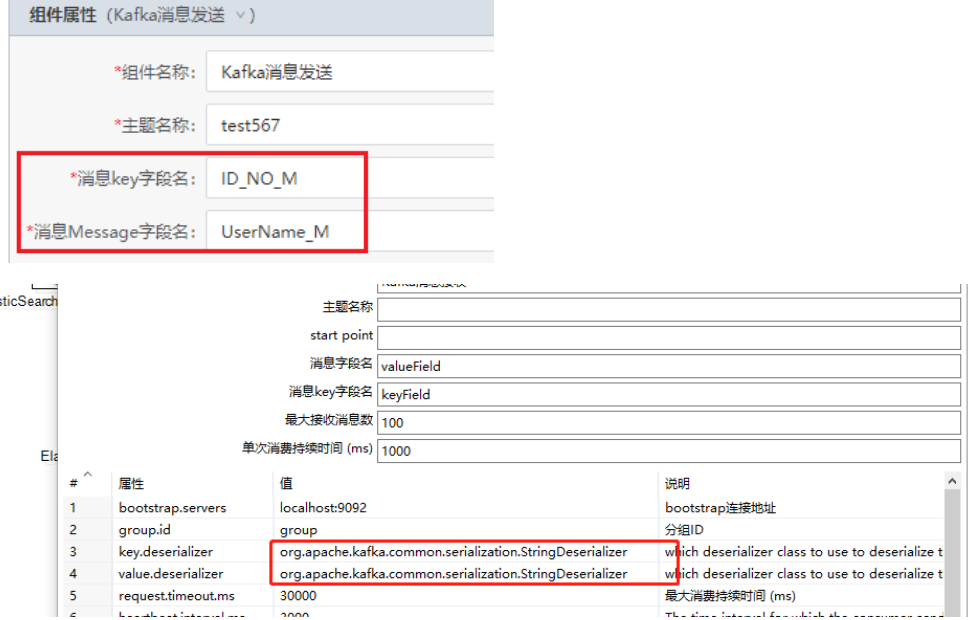 组件属性 (Kafka消息发送 ∨)
*组件名称: Kafka消息发送
*主题名称: test567
*消息key字段名: ID_NO_M
*消息Message字段名: UserName_M
sticSearch
主题名称
start point
消息字段名 valueField
消息key字段名 keyField
最大接收消息数 100
单次消费持续时间 (ms) 1000
Ela
# 属性 值 说明
1 bootstrap.servers localhost:9092 bootstrap连接地址
2 group.id group 分组ID
3 key.deserializer org.apache.kafka.common.serialization.StringDeserializer which deserializer class to use to deserialize t
4 value.deserializer org.apache.kafka.common.serialization.StringDeserializer which deserializer class to use to deserialize t
5 request.timeout.ms 30000 最大消费持续时间 (ms)